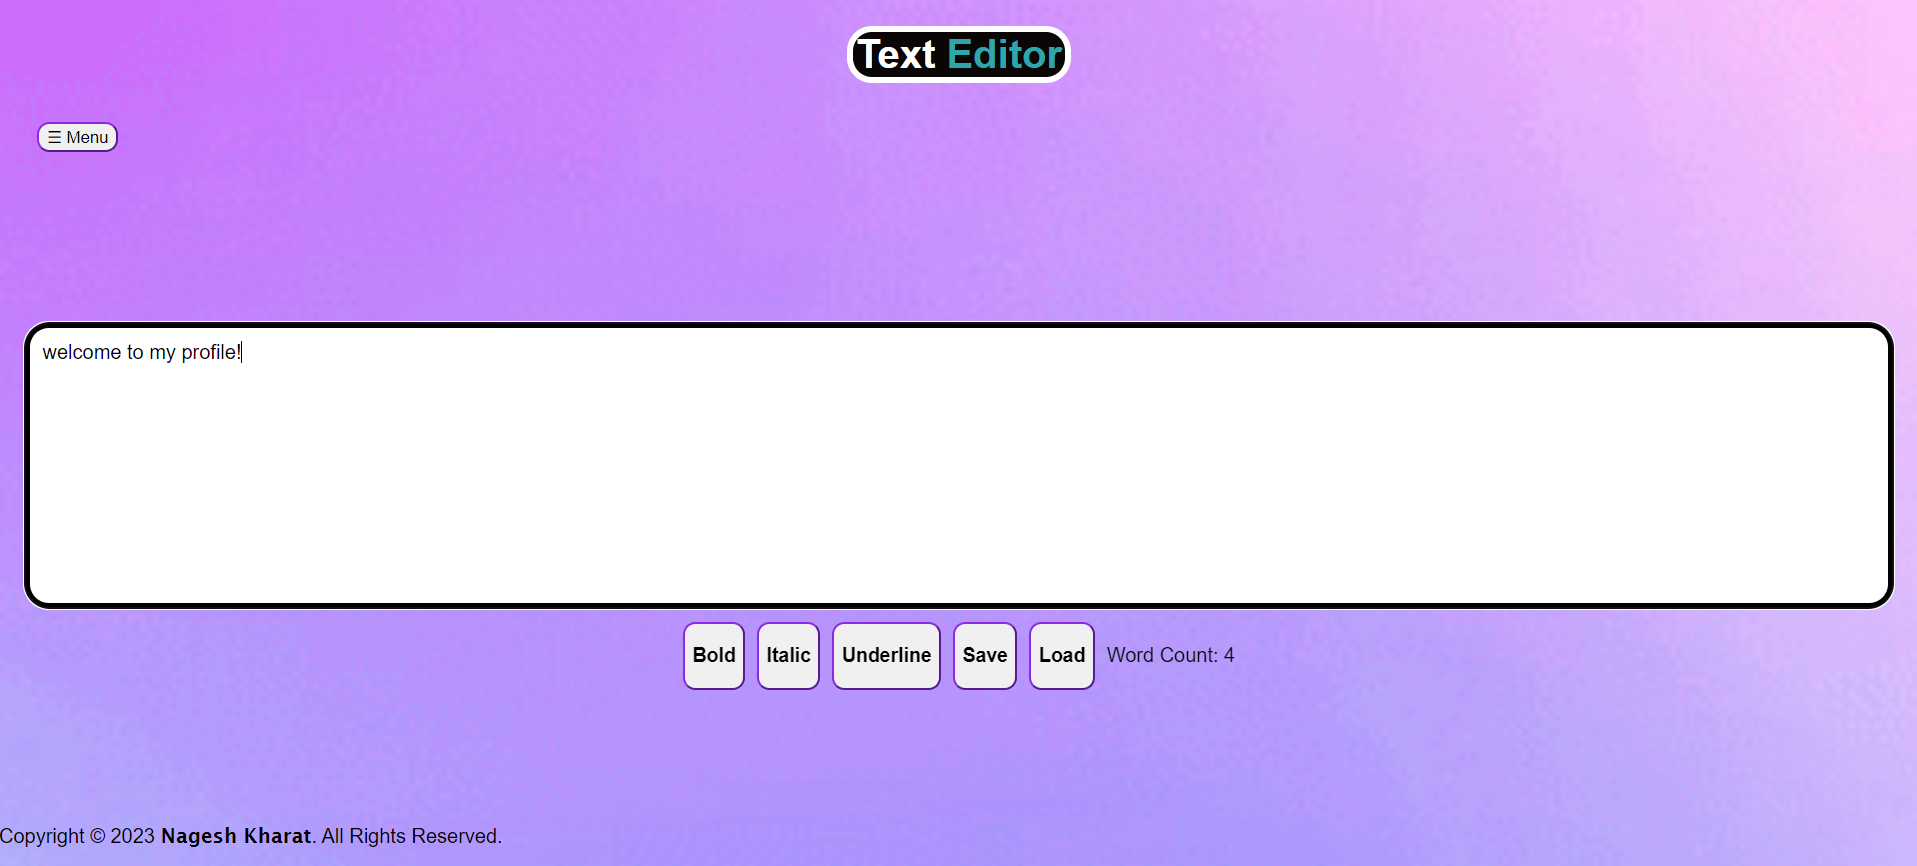 Text Editor
☰ Menu
welcome to my profile!
Bold Italic Underline Save Load Word Count: 4
Copyright © 2023 Nagesh Kharat. All Rights Reserved.